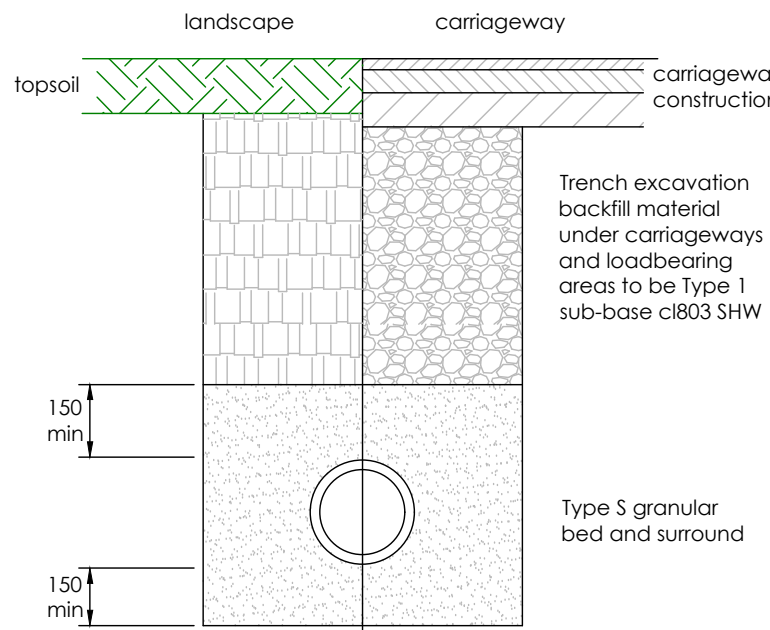 landscape
carriageway
topsoil
carriagewa
construction
Trench excavation
backfill material
under carriageways
and loadbearing
areas to be Type 1
sub-base cl803 SHW
150
min
Type S granular
bed and surround
150
min